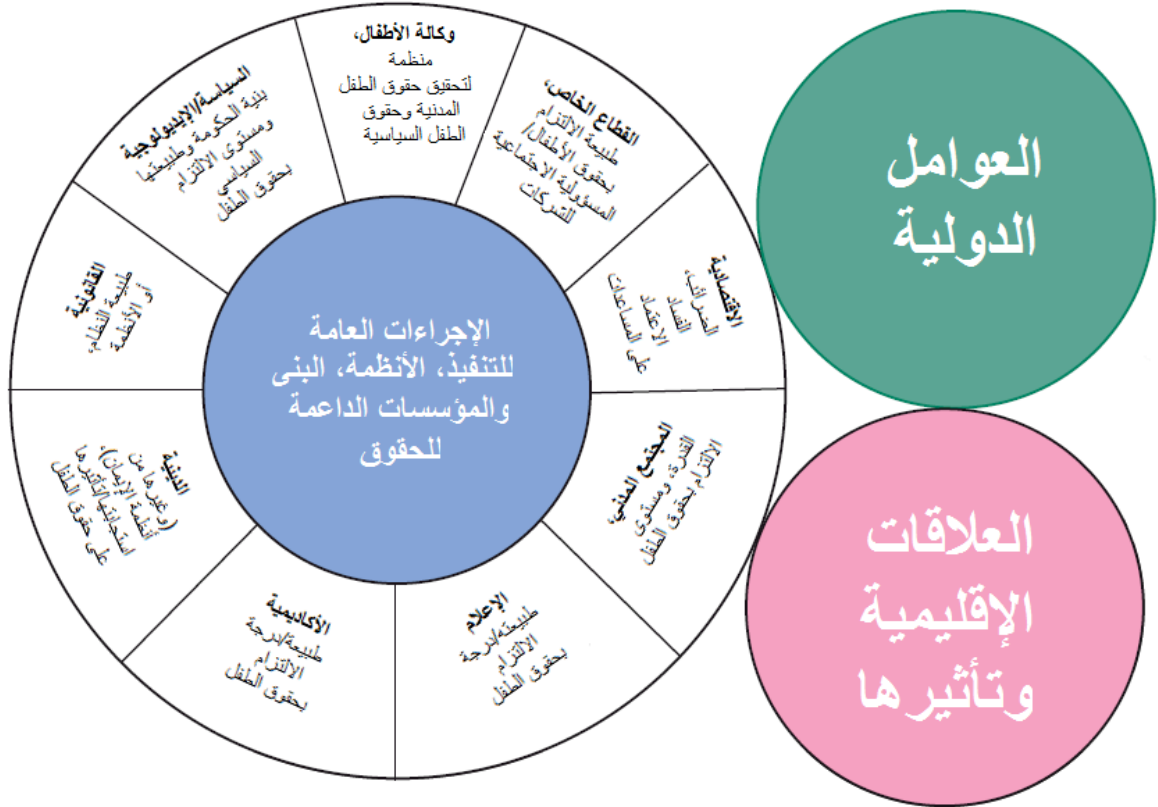 وكالة الأطفال،
منظمة
لتحقيق حقوق الطفل
المدنية وحقوق
الطفل السياسية
القطاع الخاص،
طبيعة الالتزام
بحقوق الأطفال/
المسؤولية الاجتماعية
للشركات
الاقتصادية
الضرائب،
الفساد
الاعتماد
على المساعدات
المجتمع المدني،
القدرة، ومستوى
الالتزام بحقوق الطفل
الإعلام
طبيعته/درجة
الالتزام
بحقوق الطفل
الأكاديمية
طبيعة/درجة
الالتزام
بحقوق الطفل
الدينية
(وغيرها من
أنظمة الإيمان)،
استجابتها/تأثيرها
على حقوق الطفل
القانونية
طبيعة النظام،
أو الأنظمة
السياسة/الإيديولوجية
بنية الحكومة وطبيعتها
ومستوى الالتزام
السياسي
بحقوق الطفل
الإجراءات العامة
للتنفيذ، الأنظمة، البنى
والمؤسسات الداعمة
للحقوق
العوامل
الدولية
العلاقات
الإقليمية
وتأثيرها